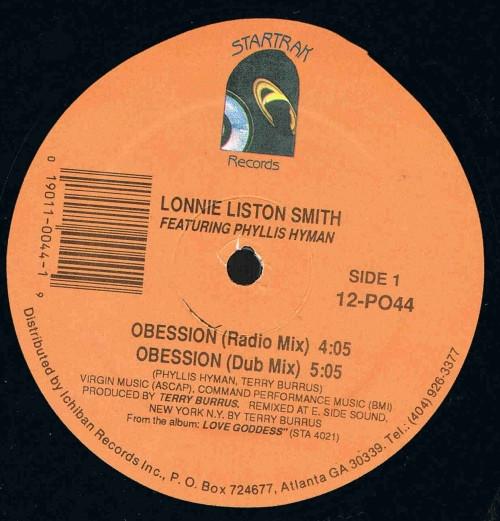 STARTRAK
Records
0 19011-0044-1 9
LONNIE LISTON SMITH
FEATURING PHYLLIS HYMAN
SIDE 1
12-PO44
OBESSION (Radio Mix) 4:05
OBESSION (Dub Mix) 5:05
(PHYLLIS HYMAN, TERRY BURRUS)
VIRGIN MUSIC (ASCAP), COMMAND PERFORMANCE MUSIC (BMI)
PRODUCED BY TERRY BURRUS. REMIXED AT E. SIDE SOUND,
NEW YORK N.Y. BY TERRY BURRUS
From the album: LOVE GODDESS" (STA 4021)
Distributed by Ichiban Records Inc., P. O. Box 724677, Atlanta GA 30339. Tel.: (404) 926-3377